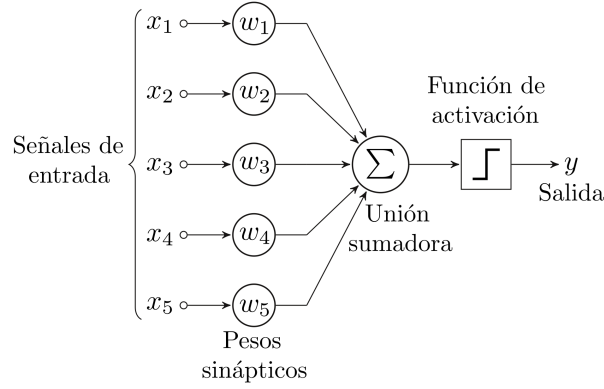 x₁
w₁
x₂
w₂
Función de
activación
Señales de
entrada
x₃
w₃
∑
y
Salida
Unión
sumadora
x₄
w₄
x₅
w₅
Pesos
sinápticos